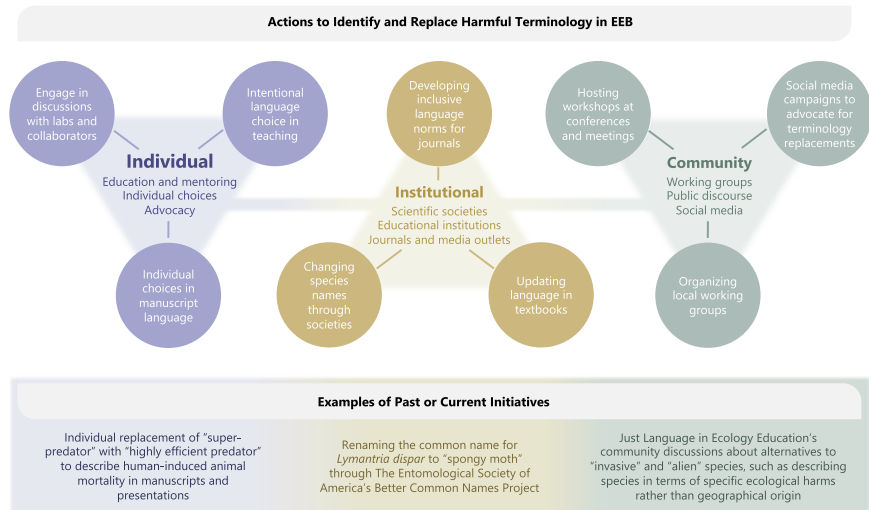 Actions to Identify and Replace Harmful Terminology in EEB
Engage in
discussions
with labs and
collaborators
Intentional
language
choice in
teaching
Individual
Education and mentoring
Individual choices
Advocacy
Individual
choices in
manuscript
language
Developing
inclusive
language
norms for
journals
Institutional
Scientific societies
Educational institutions
Journals and media outlets
Changing
species
names
through
societies
Updating
language in
textbooks
Hosting
workshops at
conferences
and meetings
Social media
campaigns to
advocate for
terminology
replacements
Community
Working groups
Public discourse
Social media
Organizing
local working
groups
Examples of Past or Current Initiatives
Individual replacement of “super-
predator” with “highly efficient predator”
to describe human-induced animal
mortality in manuscripts and
presentations
Renaming the common name for
Lymantria dispar to “spongy moth”
through The Entomological Society of
America’s Better Common Names Project
Just Language in Ecology Education’s
community discussions about alternatives to
“invasive” and “alien” species, such as describing
species in terms of specific ecological harms
rather than geographical origin